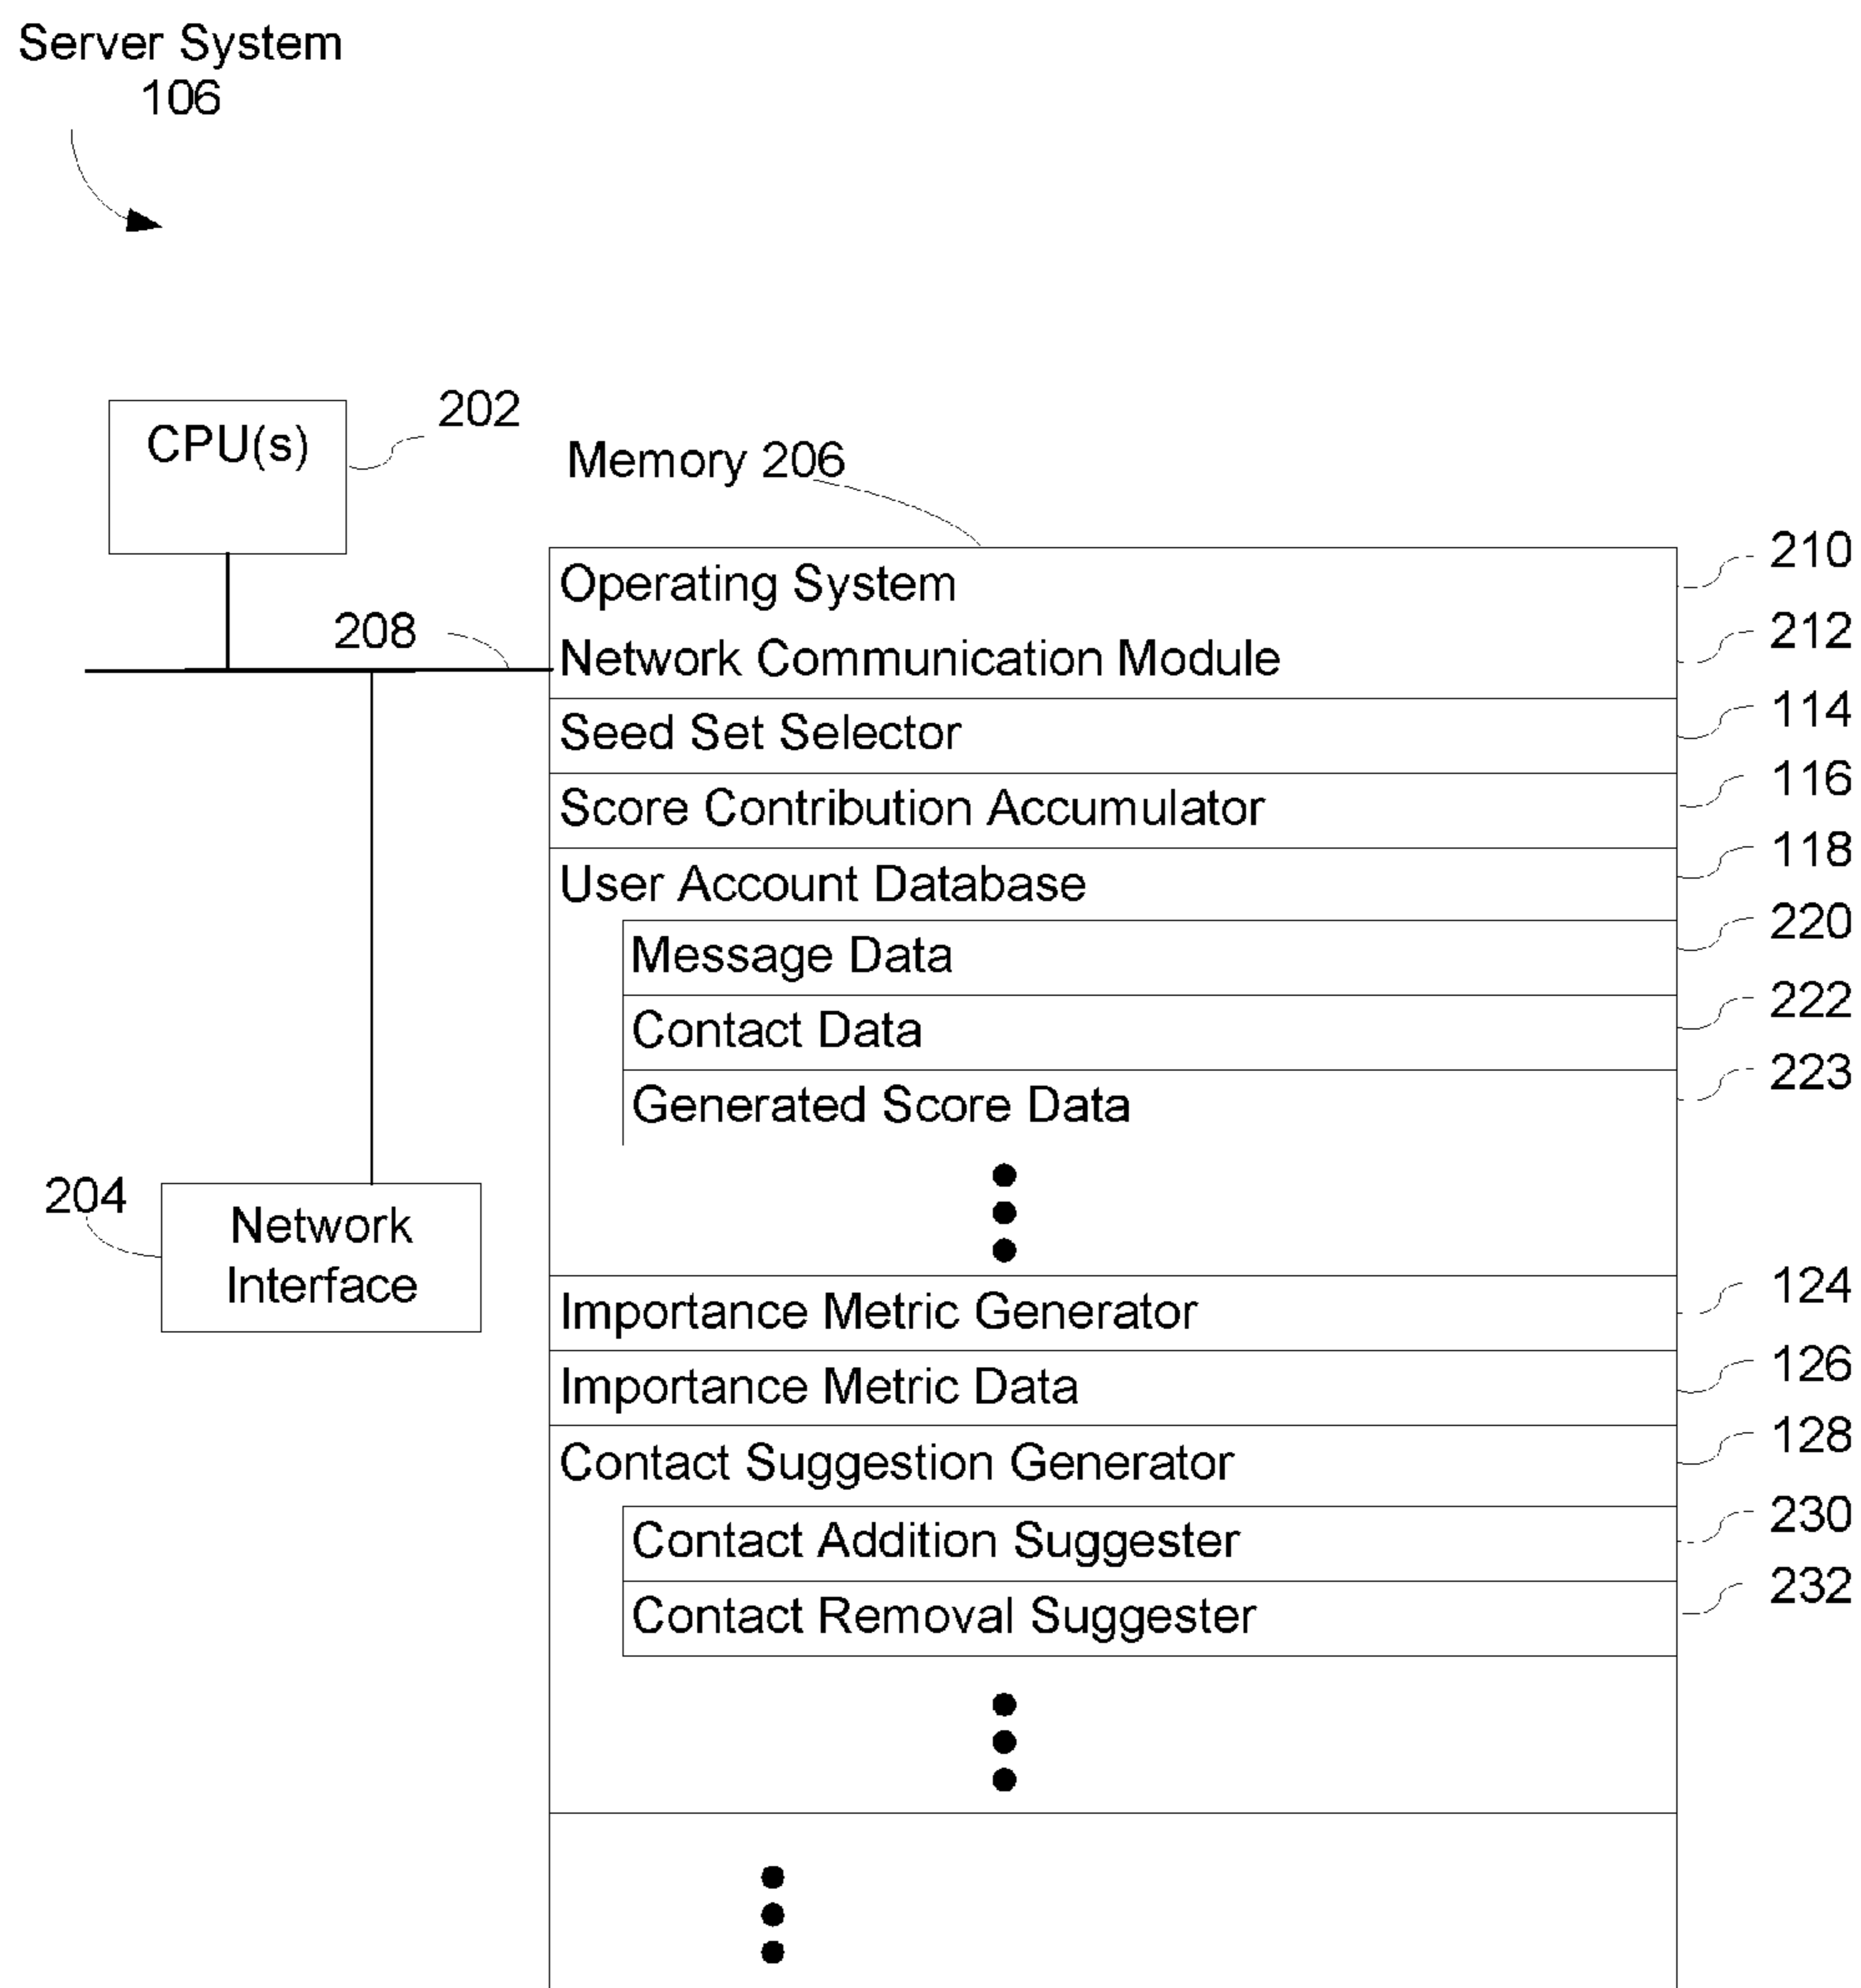 Server System
106
CPU(s)
202
Memory 206
208
Operating System
210
Network Communication Module
212
Seed Set Selector
114
Score Contribution Accumulator
116
User Account Database
118
Message Data
220
Contact Data
222
Generated Score Data
223
204
Network
Interface
Importance Metric Generator
124
Importance Metric Data
126
Contact Suggestion Generator
128
Contact Addition Suggester
230
Contact Removal Suggester
232